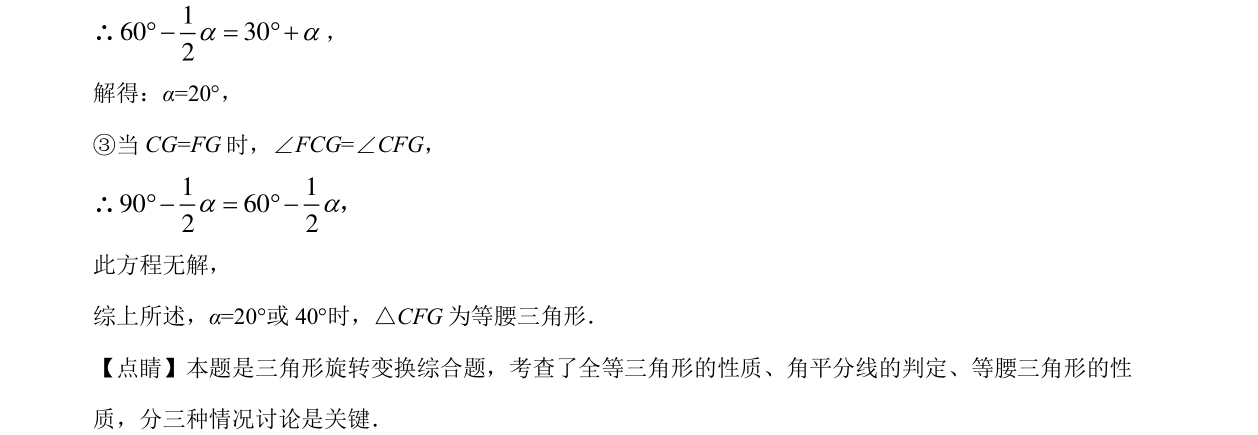 ∴60°−1/2α=30°+α，
解得：α=20°，
③当 CG=FG 时，∠FCG=∠CFG，
∴90°−1/2α=60°−1/2α，
此方程无解，
综上所述，α=20°或 40°时，△CFG 为等腰三角形．
【点睛】本题是三角形旋转变换综合题，考查了全等三角形的性质、角平分线的判定、等腰三角形的性
质，分三种情况讨论是关键．